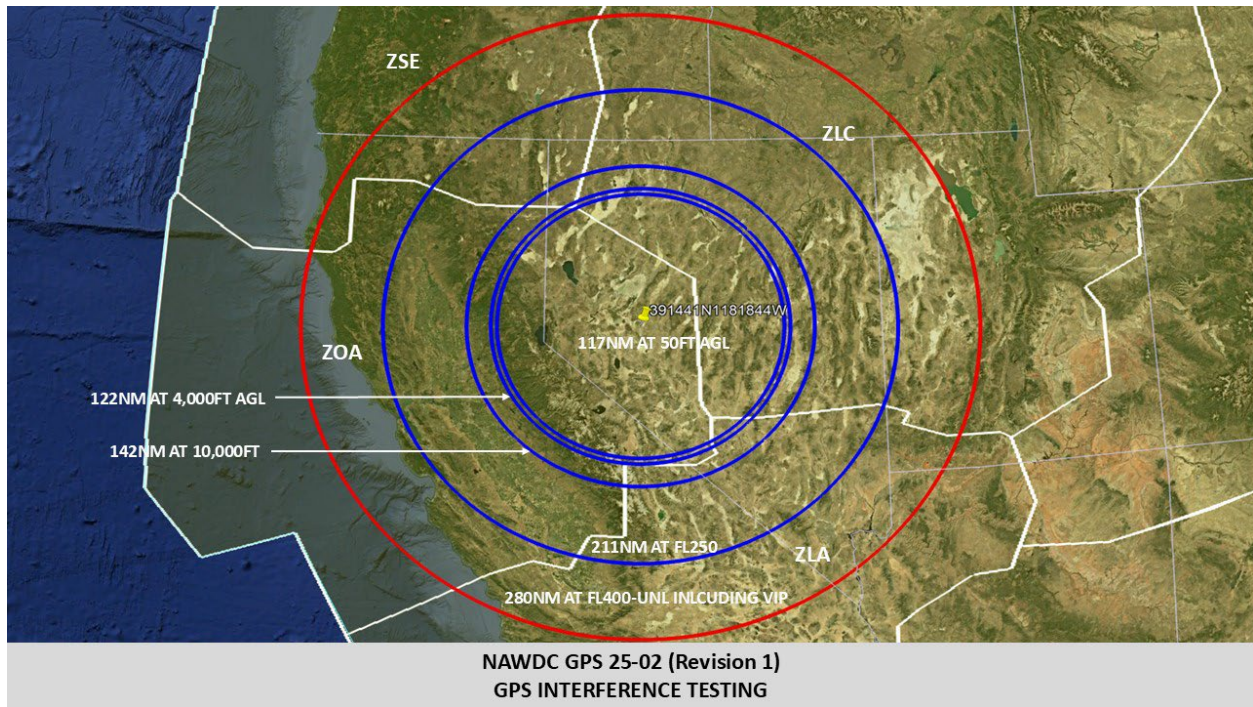 ZSE
ZLC
391441N1181844W
117NM AT 50FT AGL
ZOA
122NM AT 4,000FT AGL
142NM AT 10,000FT
211NM AT FL250
ZLA
280NM AT FL400-UNL INLCUDING VIP
NAWDC GPS 25-02 (Revision 1)
GPS INTERFERENCE TESTING